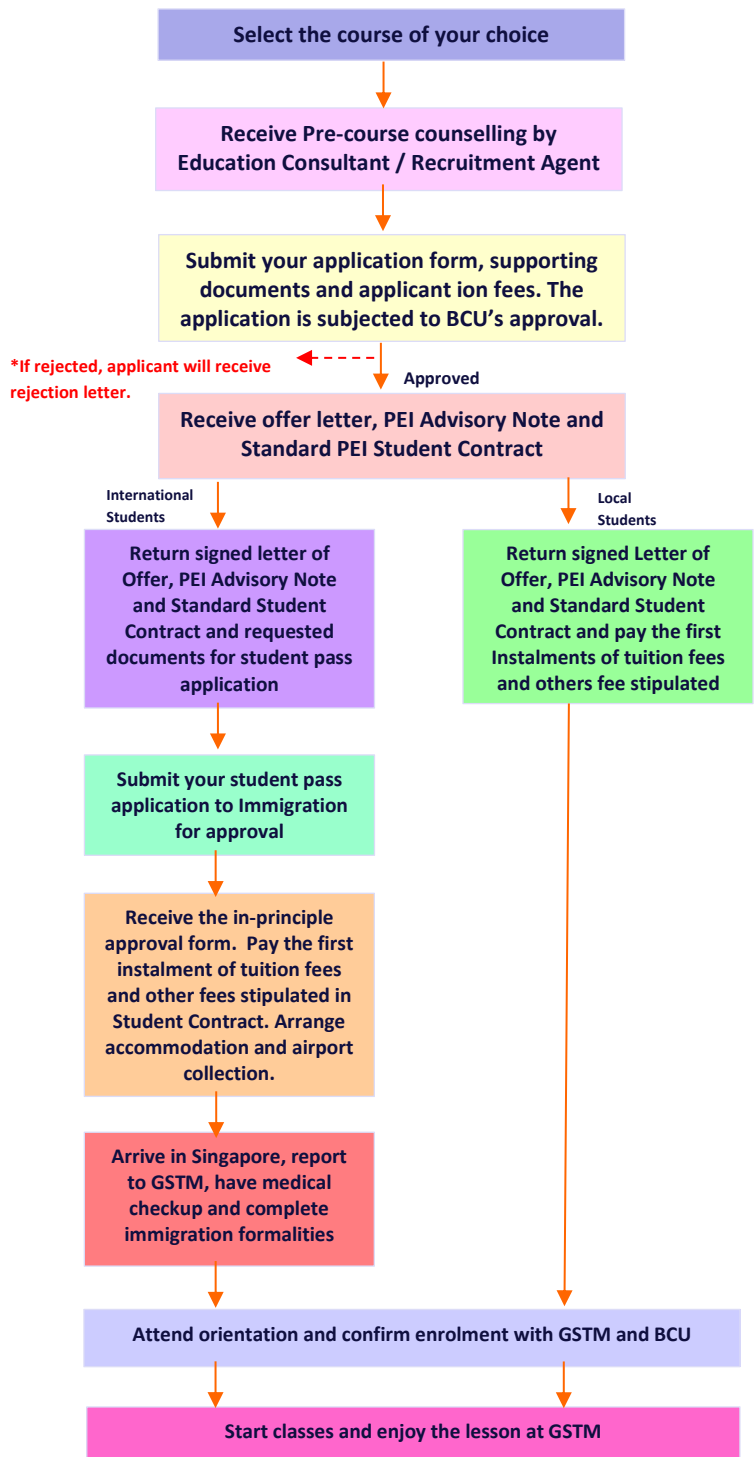 Select the course of your choice
Receive Pre-course counselling by
Education Consultant / Recruitment Agent
Submit your application form, supporting
documents and applicant ion fees. The
application is subjected to BCU’s approval.
*If rejected, applicant will receive
rejection letter.
Approved
Receive offer letter, PEI Advisory Note and
Standard PEI Student Contract
International
Students
Local
Students
Return signed letter of
Offer, PEI Advisory Note
and Standard Student
Contract and requested
documents for student pass
application
Return signed Letter of
Offer, PEI Advisory Note
and Standard Student
Contract and pay the first
Instalments of tuition fees
and others fee stipulated
Submit your student pass
application to Immigration
for approval
Receive the in-principle
approval form. Pay the first
instalment of tuition fees
and other fees stipulated in
Student Contract. Arrange
accommodation and airport
collection.
Arrive in Singapore, report
to GSTM, have medical
checkup and complete
immigration formalities
Attend orientation and confirm enrolment with GSTM and BCU
Start classes and enjoy the lesson at GSTM